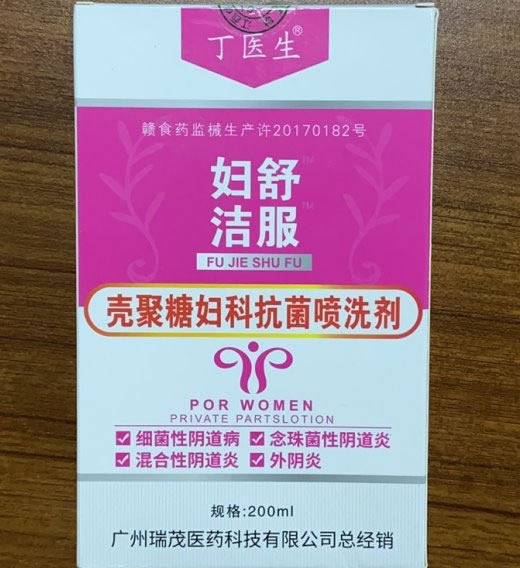 丁医生®
赣食药监械生产许20170182号
妇舒™
洁服™
FU JIE SHU FU
壳聚糖妇科抗菌喷洗剂
POR WOMEN
PRIVATE PARTSLOTION
☑ 细菌性阴道病 ☑ 念珠菌性阴道炎
☑ 混合性阴道炎 ☑ 外阴炎
规格:200ml
广州瑞茂医药科技有限公司总经销